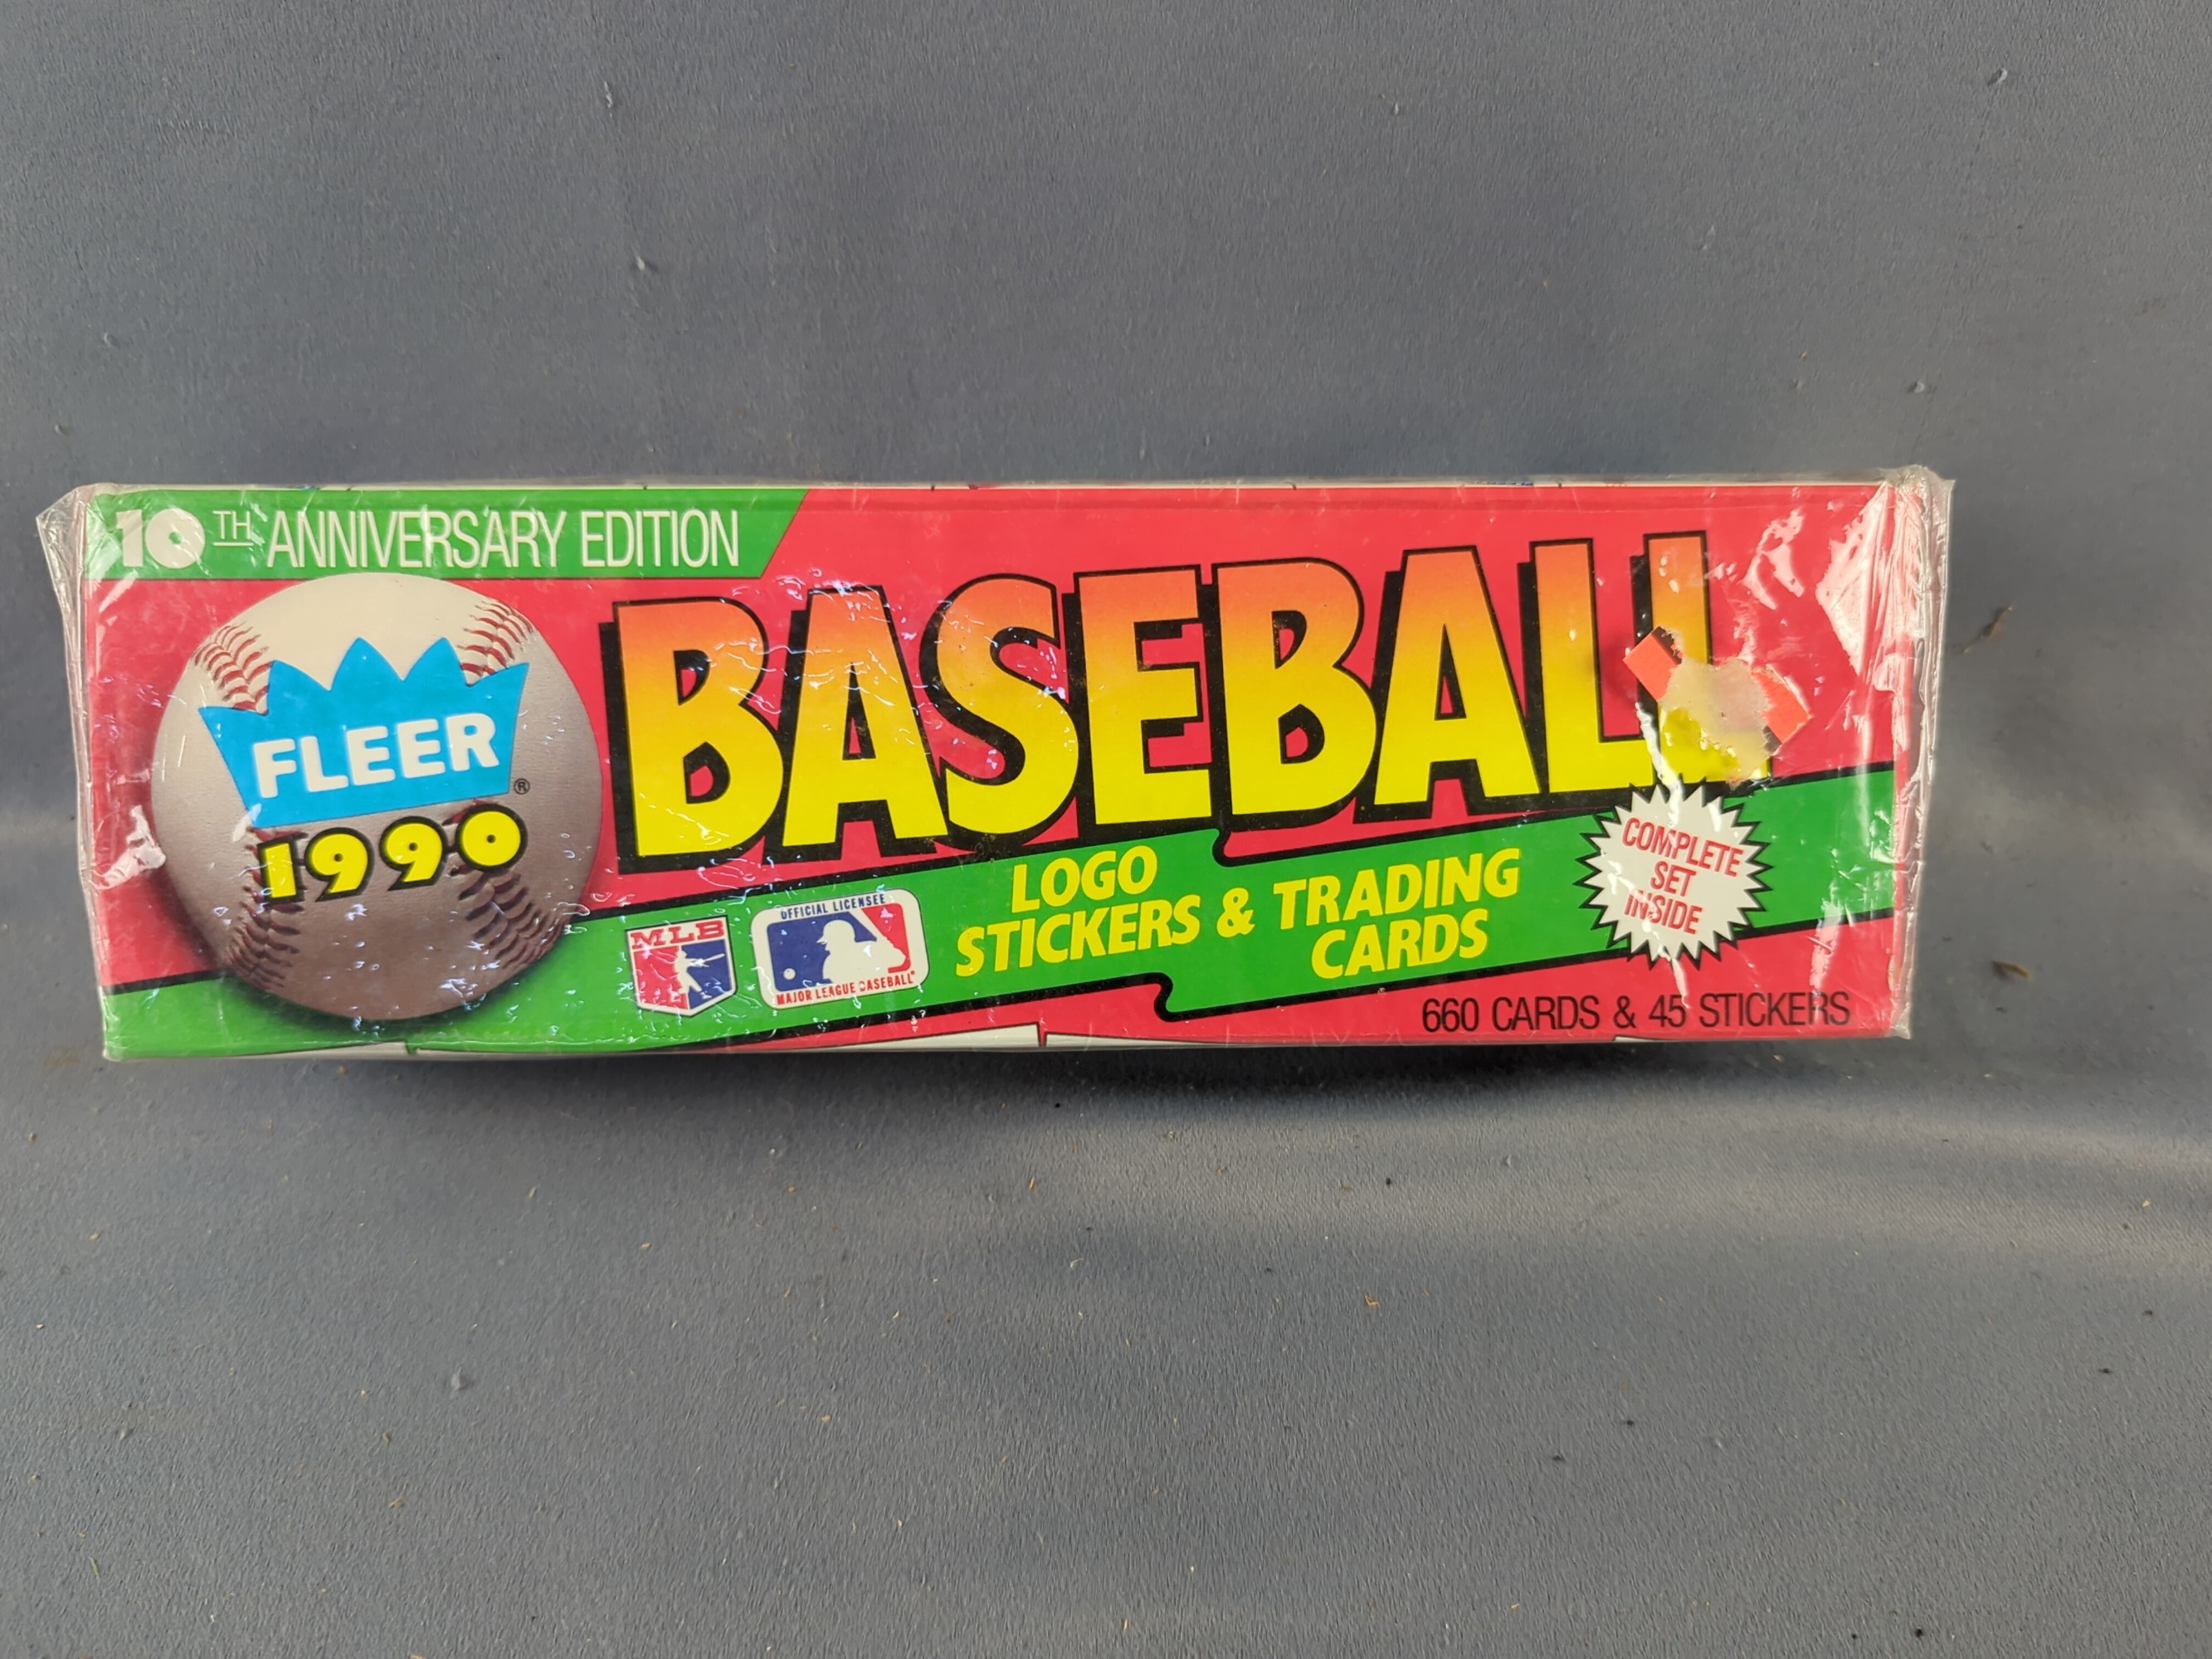 10TH ANNIVERSARY EDITION
BASEBALL
FLEER®
1990
LOGO
STICKERS & TRADING
CARDS
MLB
OFFICIAL LICENSEE
MAJOR LEAGUE BASEBALL
COMPLETE
SET
INSIDE
660 CARDS & 45 STICKERS